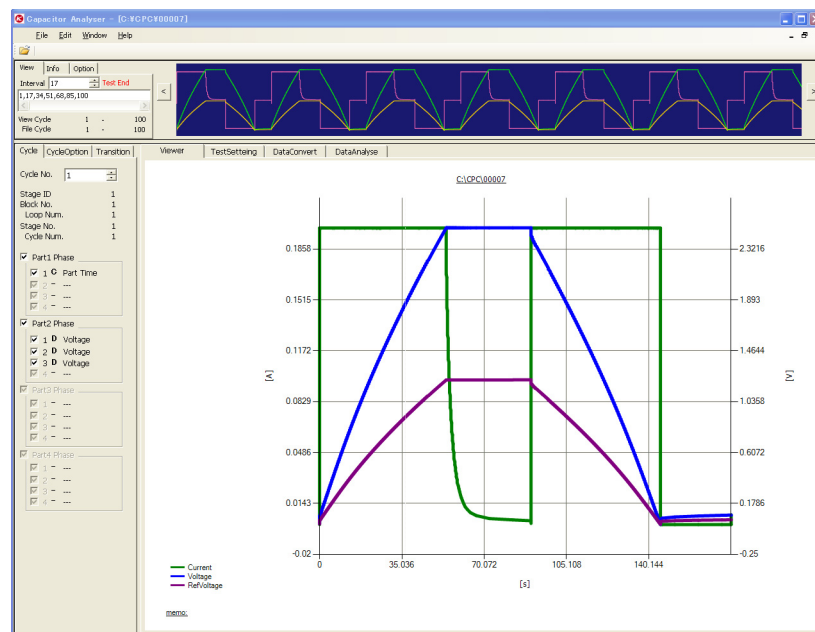 Capacitor Analyser - [C:¥CPC¥00007]
File Edit Window Help
View Info Option
Interval 17 Test End
1,17,34,51,68,85,100
View Cycle 1 - 100
File Cycle 1 - 100
< >
Cycle CycleOption Transition
Viewer TestSetteing DataConvert DataAnalyse
Cycle No. 1
Stage ID 1
Block No. 1
Loop Num. 1
Stage No. 1
Cycle Num. 1
Part1 Phase
1 C Part Time
2 - ---
3 - ---
4 - ---
Part2 Phase
1 D Voltage
2 D Voltage
3 D Voltage
4 - ---
Part3 Phase
1 - ---
2 - ---
3 - ---
4 - ---
Part4 Phase
1 - ---
2 - ---
3 - ---
4 - ---
C:\CPC\00007
0.1858 2.3216
0.1515 1.893
0.1172 1.4644
[A] [V]
0.0829 1.0358
0.0486 0.6072
0.0143 0.1786
-0.02 -0.25
0 35.036 70.072 105.108 140.144
[s]
Current
Voltage
RefVoltage
memo: